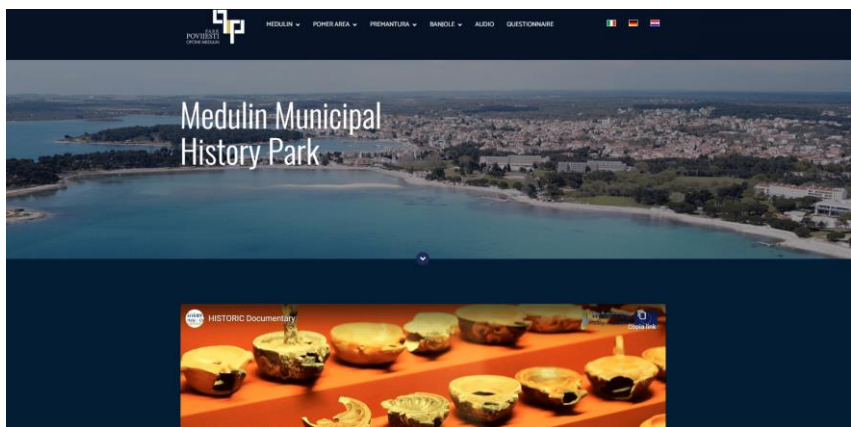 PARK
POVIJESTI
OPĆINE MEDULIN
MEDULIN
POMER AREA
PREMANTURA
BANJOLE
AUDIO
QUESTIONNAIRE
Medulin Municipal
History Park
HISTORIC Documentary
Copia link